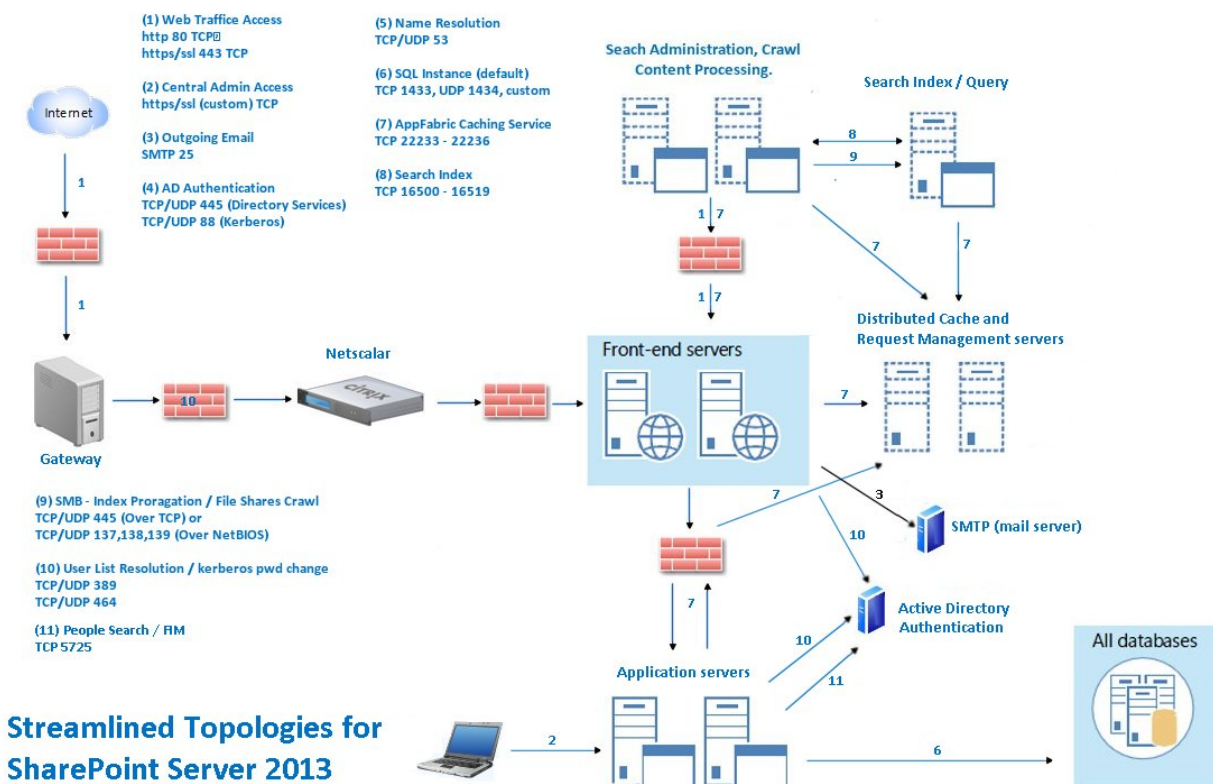 (1) Web Traffice Access
http 80 TCP
https/ssl 443 TCP
(2) Central Admin Access
https/ssl (custom) TCP
(3) Outgoing Email
SMTP 25
(4) AD Authentication
TCP/UDP 445 (Directory Services)
TCP/UDP 88 (Kerberos)
(5) Name Resolution
TCP/UDP 53
(6) SQL Instance (default)
TCP 1433, UDP 1434, custom
(7) AppFabric Caching Service
TCP 22233 - 22236
(8) Search Index
TCP 16500 - 16519
Seach Administration, Crawl
Content Processing.
Search Index / Query
Internet
8
9
1
1 7
7
7
1
1 7
Distributed Cache and
Request Management servers
Netscalar
Front-end servers
CITRIX
10
7
Gateway
(9) SMB - Index Proragation / File Shares Crawl
TCP/UDP 445 (Over TCP) or
TCP/UDP 137,138,139 (Over NetBIOS)
(10) User List Resolution / kerberos pwd change
TCP/UDP 389
TCP/UDP 464
(11) People Search / FIM
TCP 5725
7
3
SMTP (mail server)
10
7
Active Directory
Authentication
10
11
Application servers
All databases
2
6
Streamlined Topologies for
SharePoint Server 2013